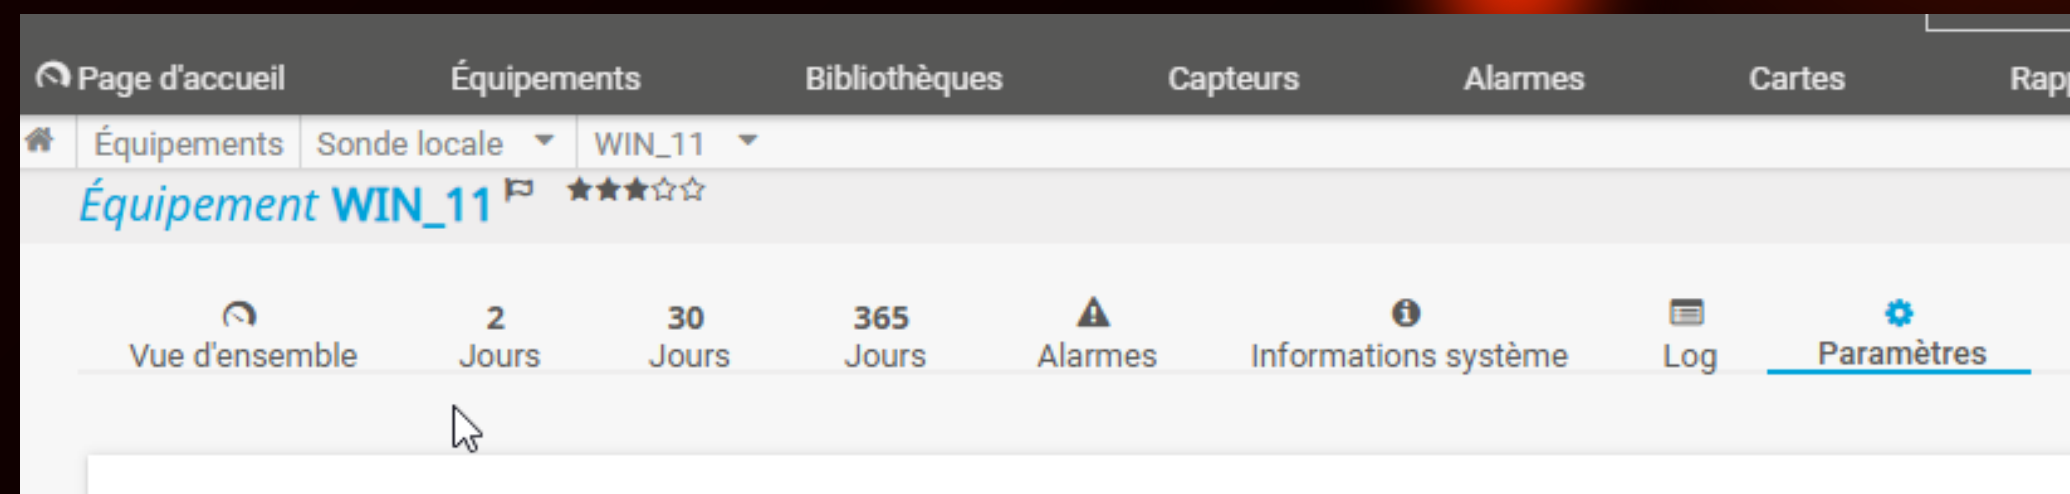 Page d'accueil Équipements Bibliothèques Capteurs Alarmes Cartes
Équipements Sonde locale WIN_11
Équipement WIN_11
2 30 365
Vue d'ensemble Jours Jours Jours Alarmes Informations système Log Paramètres